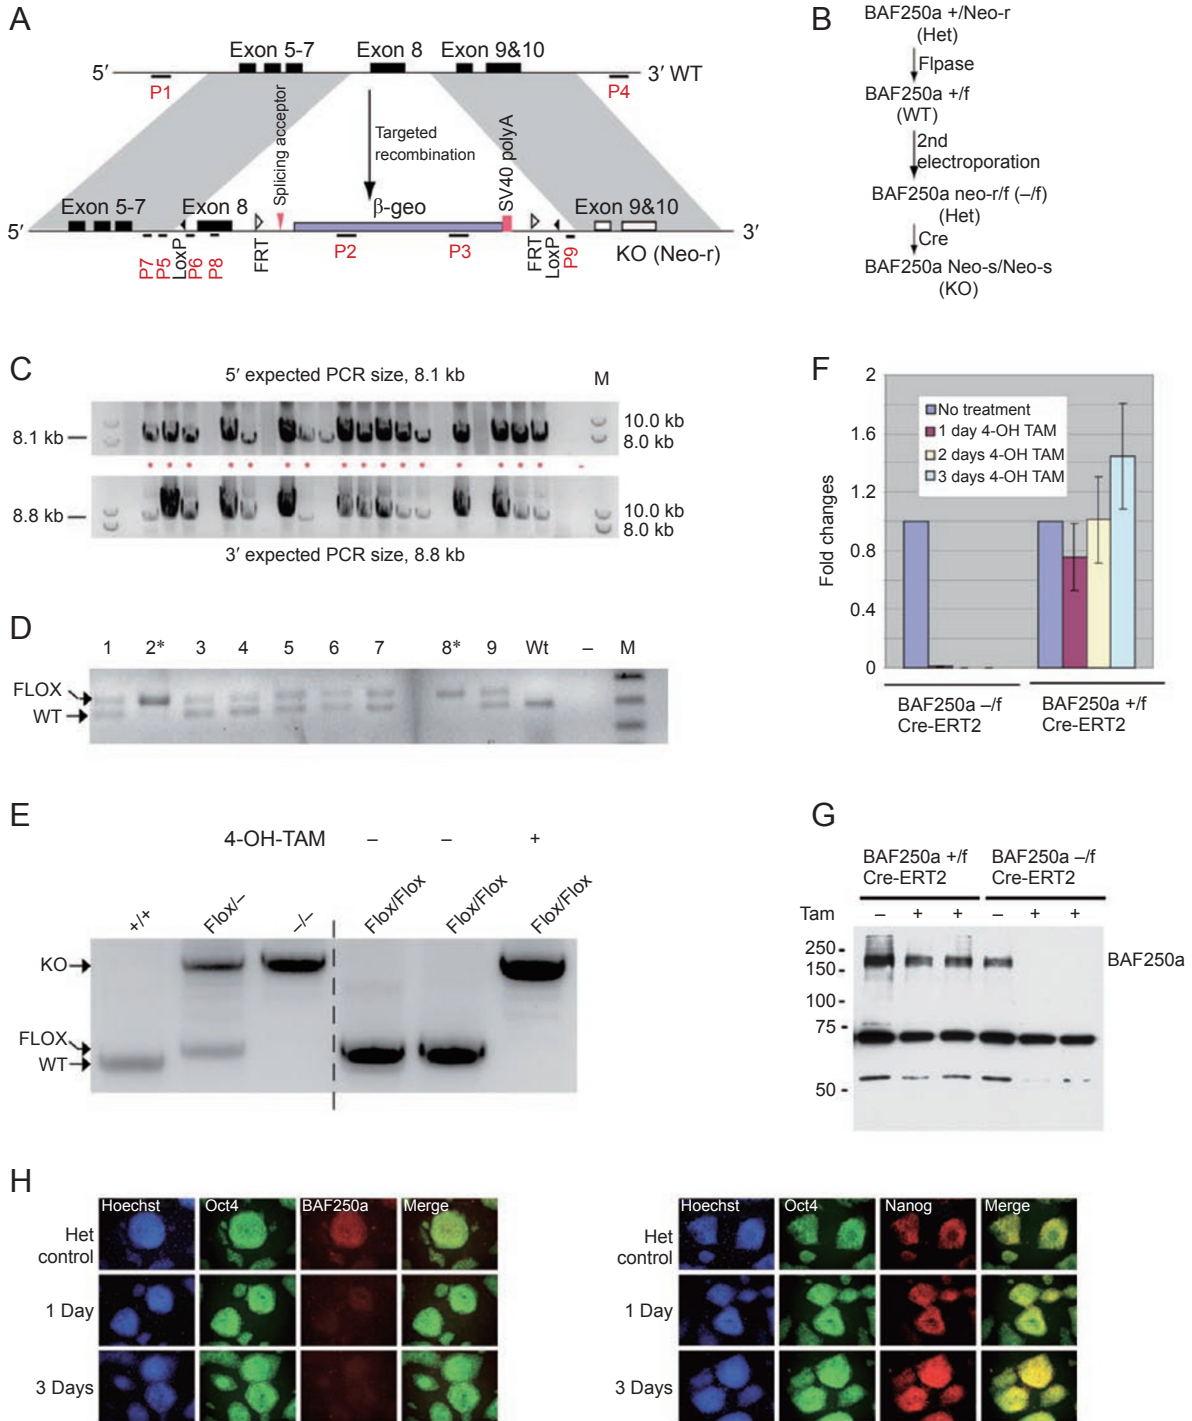 A
Exon 5-7
Exon 8
Exon 9&10
5′
3′ WT
P1
P4
Splicing acceptor
Targeted
recombination
SV40 polyA
Exon 5-7
Exon 8
β-geo
Exon 9&10
5′
3′
P7
P5
LoxP
P6
P8
FRT
P2
P3
FRT
LoxP
P9
KO (Neo-r)
B
BAF250a +/Neo-r
(Het)
Flpase
BAF250a +/f
(WT)
2nd
electroporation
BAF250a neo-r/f (–/f)
(Het)
Cre
BAF250a Neo-s/Neo-s
(KO)
C
5′ expected PCR size, 8.1 kb
M
8.1 kb
10.0 kb
8.0 kb
* * * * * * * * * * * * * * * * -
8.8 kb
10.0 kb
8.0 kb
3′ expected PCR size, 8.8 kb
D
1 2* 3 4 5 6 7 8* 9 Wt – M
FLOX
WT
E
4-OH-TAM – – +
+/+ Flox/– –/– Flox/Flox Flox/Flox Flox/Flox
KO
FLOX
WT
F
Fold changes
2
1.6
1.2
0.8
0.4
0
No treatment
1 day 4-OH TAM
2 days 4-OH TAM
3 days 4-OH TAM
BAF250a –/f
Cre-ERT2
BAF250a +/f
Cre-ERT2
G
BAF250a +/f
Cre-ERT2
BAF250a –/f
Cre-ERT2
Tam – + + – + +
250
150
100
75
50
BAF250a
H
Hoechst Oct4 BAF250a Merge
Het
control
1 Day
3 Days
Hoechst Oct4 Nanog Merge
Het
control
1 Day
3 Days